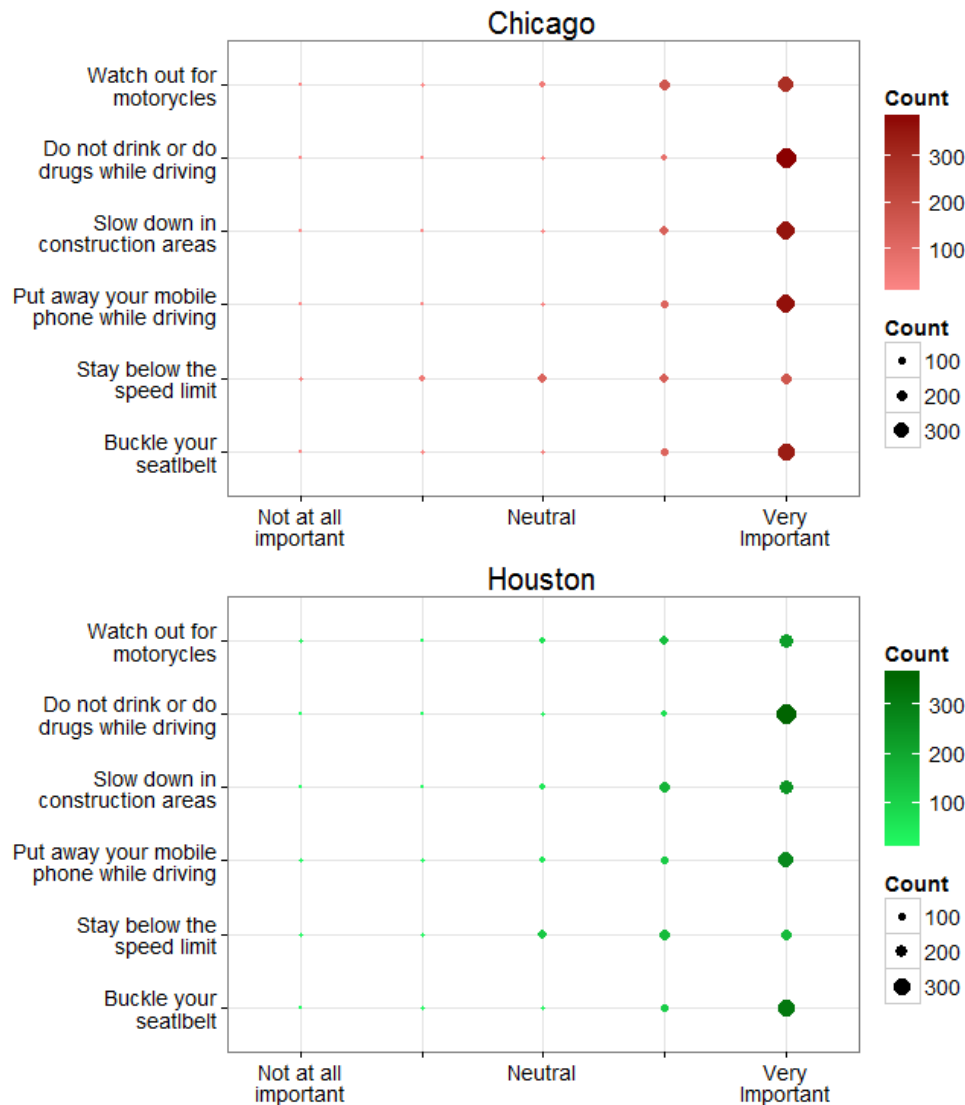 Chicago
Watch out for
motorycles
Do not drink or do
drugs while driving
Slow down in
construction areas
Put away your mobile
phone while driving
Stay below the
speed limit
Buckle your
seatlbelt
Not at all
important
Neutral
Very
Important
Count
300
200
100
Count
100
200
300
Houston
Watch out for
motorycles
Do not drink or do
drugs while driving
Slow down in
construction areas
Put away your mobile
phone while driving
Stay below the
speed limit
Buckle your
seatlbelt
Not at all
important
Neutral
Very
Important
Count
300
200
100
Count
100
200
300